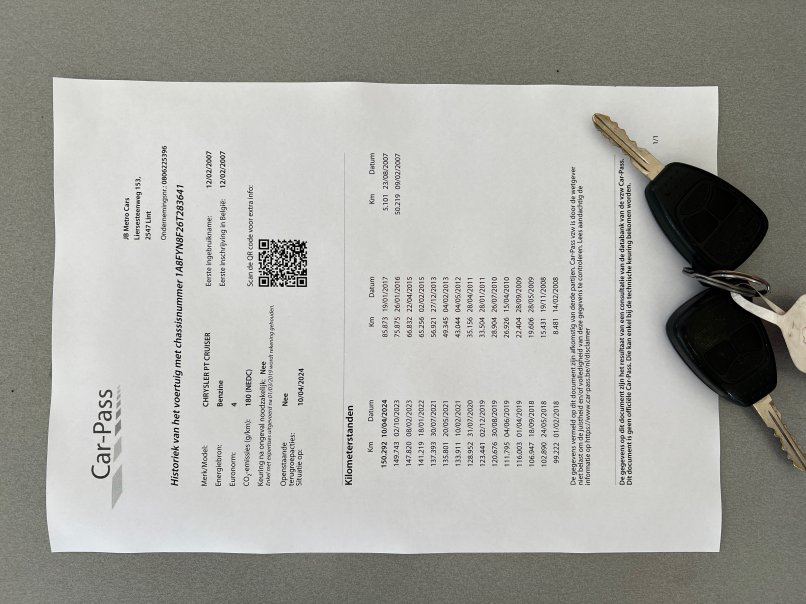 Car-Pass
JB Metro Cars
Liersesteenweg 153,
2547 Lint
Ondernemingsnr.: 0806225396
Historiek van het voertuig met chassisnummer 1A8FYN8F26T283641
Merk/Model: CHRYSLER PT CRUISER
Energiebron: Benzine
Euronorm: 4
CO2-emissies (g/km): 180 (NEDC)
Keuring na ongeval noodzakelijk: Nee
Enkel met expertises uitgevoerd na 01/03/2019 wordt rekening gehouden.
Openstaande terugroepacties: Nee
Situatie op: 10/04/2024
Eerste ingebruikname: 12/02/2007
Eerste inschrijving in België: 12/02/2007
Scan de QR code voor extra info:
Kilometerstanden
Km Datum Km Datum Km Datum
150.292 10/04/2024 85.873 19/01/2017 5.101 23/08/2007
149.743 02/10/2023 75.875 26/01/2016 50.219 09/02/2007
147.820 08/02/2023 66.832 22/04/2015
141.219 18/01/2022 65.256 02/02/2015
137.393 30/07/2021 56.921 27/12/2013
135.801 20/05/2021 49.345 04/02/2013
133.911 10/02/2021 43.044 04/05/2012
128.952 31/07/2020 35.156 28/04/2011
123.441 02/12/2019 33.504 28/01/2011
120.676 30/08/2019 28.904 26/07/2010
111.795 04/06/2019 26.926 15/04/2010
116.003 01/04/2019 22.404 28/09/2009
106.947 18/09/2018 19.606 28/05/2009
102.890 24/05/2018 15.431 19/11/2008
99.222 01/02/2018 8.481 14/02/2008
De gegevens vermeld op dit document zijn afkomstig van derde partijen. Car-Pass vzw is door de wetgever
niet belast om de juistheid en/of volledigheid van deze gegevens te controleren. Lees aandachtig de
informatie op https://www.car-pass.be/nl/disclaimer
De gegevens op dit document zijn het resultaat van een consultatie van de databank van de vzw Car-Pass.
Dit document is geen officiële Car-Pass. Die kan enkel bij de technische keuring bekomen worden.
1/1